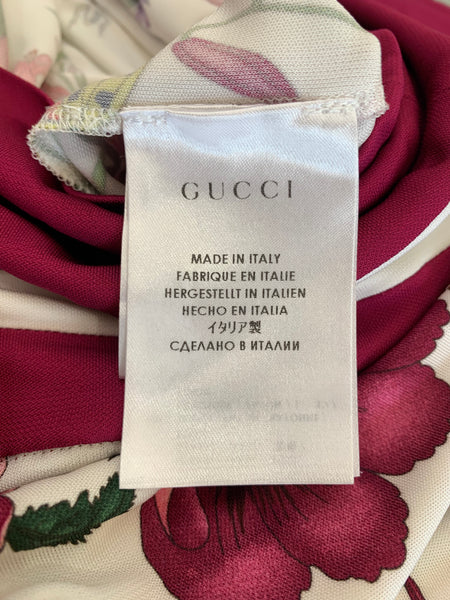 GUCCI
MADE IN ITALY
FABRIQUE EN ITALIE
HERGESTELLT IN ITALIEN
HECHO EN ITALIA
イタリア製
СДЕЛАНО В ИТАЛИИ